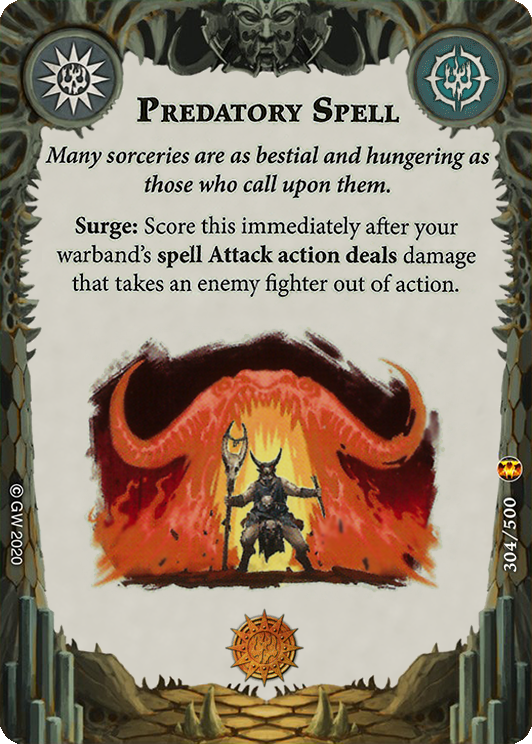 PREDATORY SPELL
Many sorceries are as bestial and hungering as
those who call upon them.
Surge: Score this immediately after your
warband's spell Attack action deals damage
that takes an enemy fighter out of action.
© GW 2020
304/500